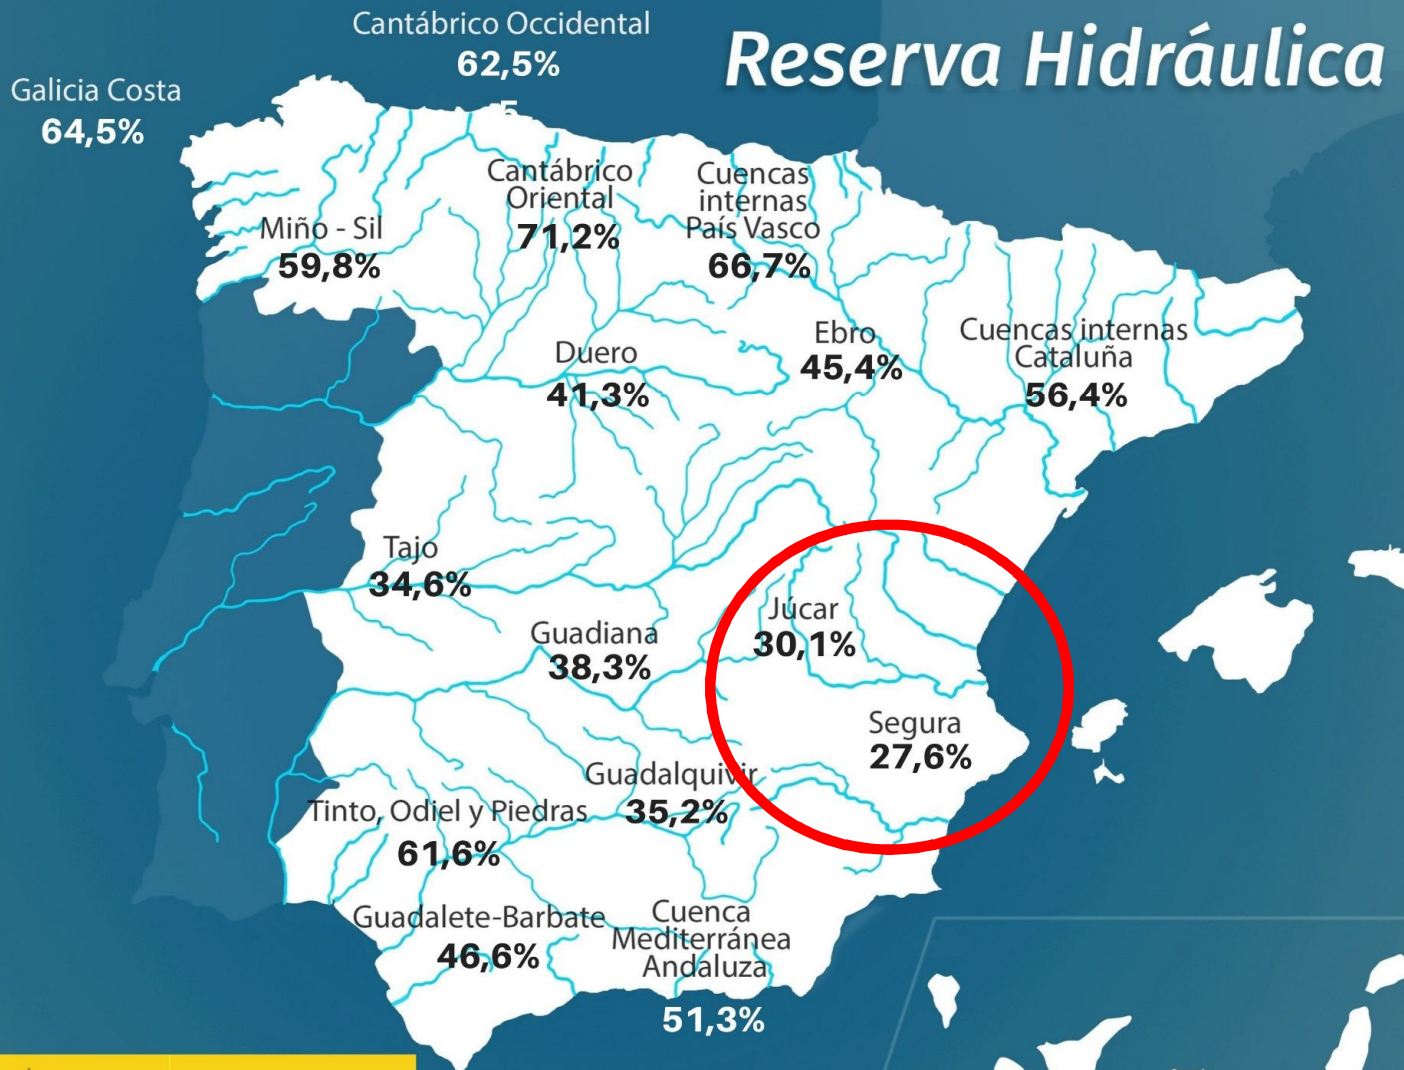 Reserva Hidráulica
Cantábrico Occidental
62,5%
Galicia Costa
64,5%
Cantábrico
Oriental
71,2%
Cuencas
internas
País Vasco
66,7%
Miño - Sil
59,8%
Ebro
45,4%
Cuencas internas
Cataluña
56,4%
Duero
41,3%
Tajo
34,6%
Júcar
30,1%
Guadiana
38,3%
Segura
27,6%
Guadalquivir
35,2%
Tinto, Odiel y Piedras
61,6%
Guadalete-Barbate
46,6%
Cuenca
Mediterránea
Andaluza
51,3%